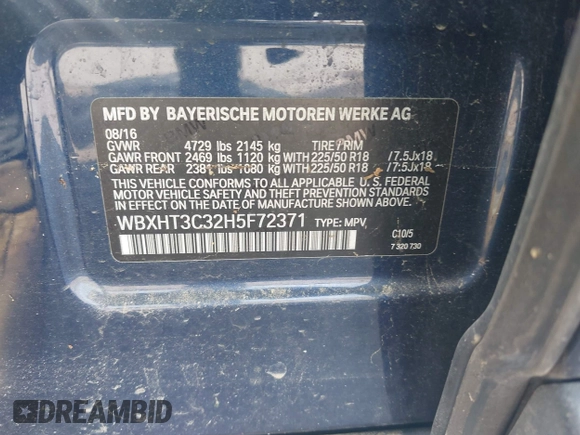 MFD BY BAYERISCHE MOTOREN WERKE AG
08/16
GVWR 4729 lbs 2145 kg TIRE / RIM
GAWR FRONT 2469 lbs 1120 kg WITH 225/50 R18 /7.5Jx18
GAWR REAR 2381 lbs 1080 kg WITH 225/50 R18 /7.5Jx18
THIS VEHICLE CONFORMS TO ALL APPLICABLE U. S. FEDERAL
MOTOR VEHICLE SAFETY AND THEFT PREVENTION STANDARDS
IN EFFECT ON THE DATE OF MANUFACTURE SHOWN ABOVE.
WBXHT3C32H5F72371 TYPE: MPV
C10/5
7 320 730
DREAMBID